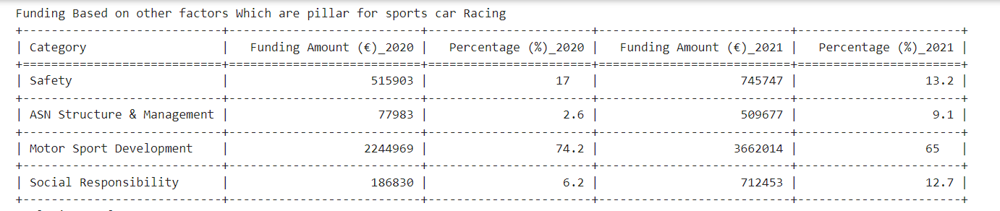 Funding Based on other factors Which are pillar for sports car Racing
+----------------------------+---------------------------+-----------------------+---------------------------+-----------------------+
| Category                   |   Funding Amount (€)_2020 |   Percentage (%)_2020 |   Funding Amount (€)_2021 |   Percentage (%)_2021 |
+============================+===========================+=======================+===========================+=======================+
| Safety                     |                    515903 |                  17   |                    745747 |                  13.2 |
+----------------------------+---------------------------+-----------------------+---------------------------+-----------------------+
| ASN Structure & Management |                     77983 |                   2.6 |                    509677 |                   9.1 |
+----------------------------+---------------------------+-----------------------+---------------------------+-----------------------+
| Motor Sport Development    |                   2244969 |                  74.2 |                   3662014 |                  65   |
+----------------------------+---------------------------+-----------------------+---------------------------+-----------------------+
| Social Responsibility      |                    186830 |                   6.2 |                    712453 |                  12.7 |
+----------------------------+---------------------------+-----------------------+---------------------------+-----------------------+